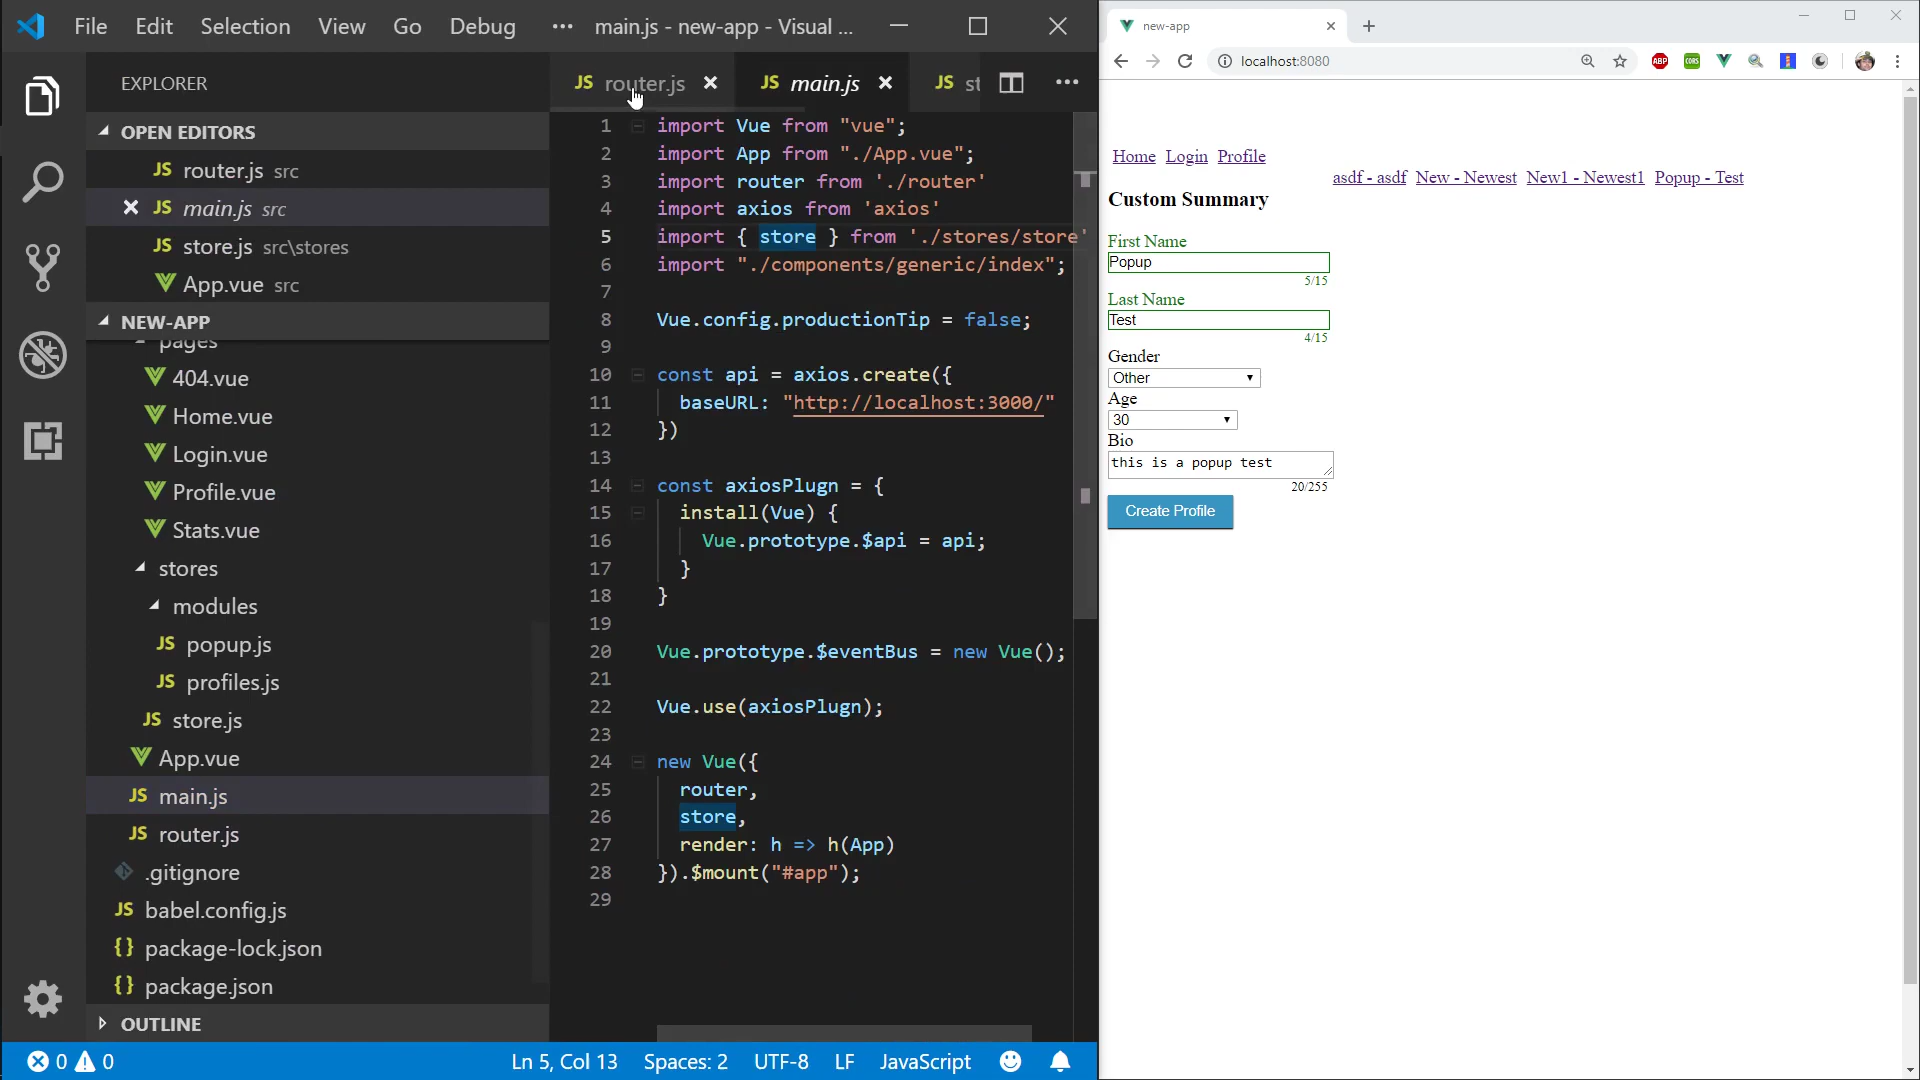 File Edit Selection View Go Debug ··· main.js - new-app - Visual ...
EXPLORER
OPEN EDITORS
JS router.js src
JS main.js src
JS store.js src\stores
App.vue src
NEW-APP
pages
404.vue
Home.vue
Login.vue
Profile.vue
Stats.vue
stores
modules
JS popup.js
JS profiles.js
JS store.js
App.vue
JS main.js
JS router.js
.gitignore
JS babel.config.js
{} package-lock.json
{} package.json
OUTLINE
JS router.js JS main.js JS st
1 import Vue from "vue";
2 import App from "./App.vue";
3 import router from './router'
4 import axios from 'axios'
5 import { store } from './stores/store'
6 import "./components/generic/index";
7
8 Vue.config.productionTip = false;
9
10 const api = axios.create({
11 baseURL: "http://localhost:3000/"
12 })
13
14 const axiosPlugn = {
15 install(Vue) {
16 Vue.prototype.$api = api;
17 }
18 }
19
20 Vue.prototype.$eventBus = new Vue();
21
22 Vue.use(axiosPlugn);
23
24 new Vue({
25 router,
26 store,
27 render: h => h(App)
28 }).$mount("#app");
29
0 0 Ln 5, Col 13 Spaces: 2 UTF-8 LF JavaScript
new-app
localhost:8080
ABP CORS
Home Login Profile
asdf - asdf New - Newest New1 - Newest1 Popup - Test
Custom Summary
First Name
Popup
5/15
Last Name
Test
4/15
Gender
Other
Age
30
Bio
this is a popup test
20/255
Create Profile